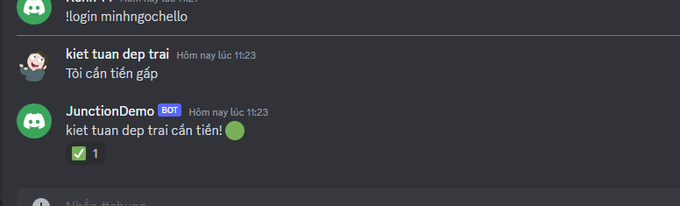 !login minhngochello
kiet tuan dep trai Hôm nay lúc 11:23
Tôi cần tiền gấp
JunctionDemo BOT Hôm nay lúc 11:23
kiet tuan dep trai cần tiền!
1